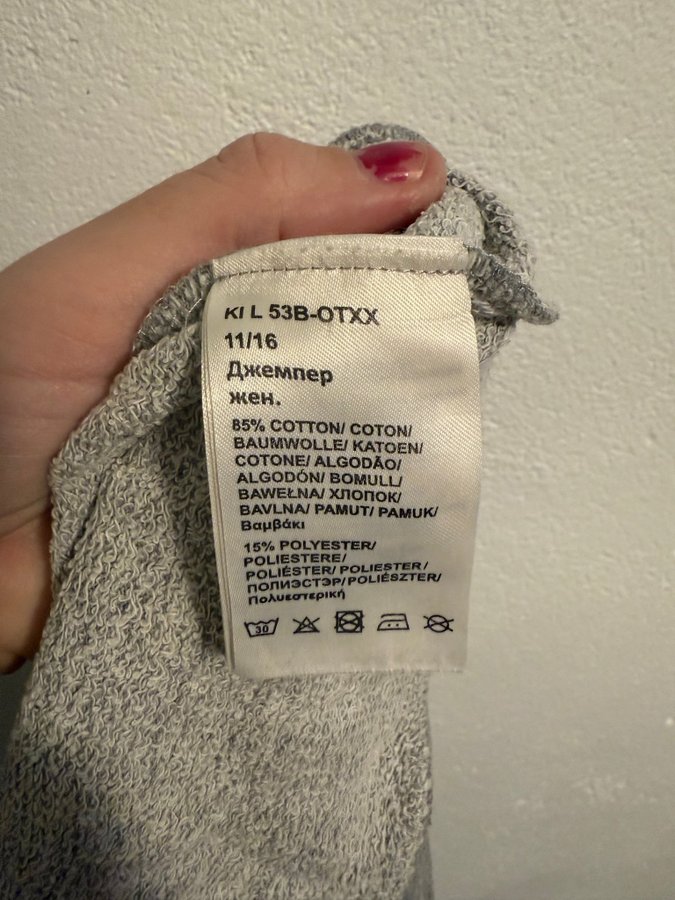 KI L 53B-OTXX
11/16
Джемпер
жен.
85% COTTON/ COTON/
BAUMWOLLE/ KATOEN/
COTONE/ ALGODÃO/
ALGODÓN/ BOMULL/
BAWEŁNA/ ХЛОПОК/
BAVLNA/ PAMUT/ PAMUK/
Βαμβάκι
15% POLYESTER/
POLIESTERE/
POLIÉSTER/ POLIESTER/
ПОЛИЭСТЭР/POLIÉSZTER/
Πολυεστερική
30